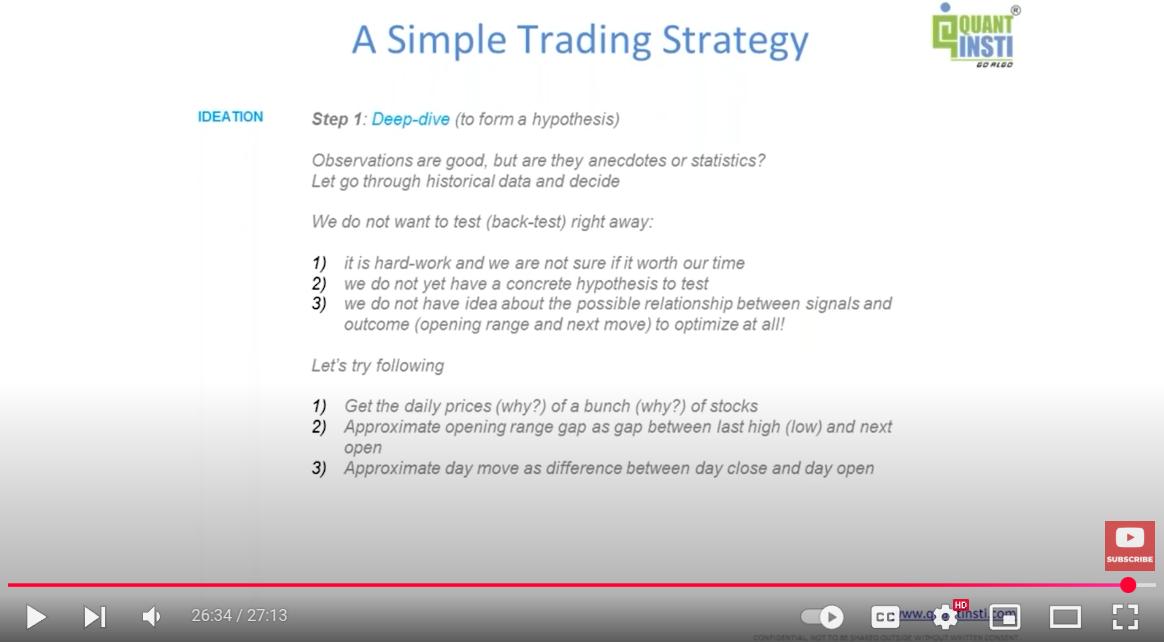 A Simple Trading Strategy
QUANT
INSTI
GO ALGO
®
IDEATION
Step 1: Deep-dive (to form a hypothesis)
Observations are good, but are they anecdotes or statistics?
Let go through historical data and decide
We do not want to test (back-test) right away:
1) it is hard-work and we are not sure if it worth our time
2) we do not yet have a concrete hypothesis to test
3) we do not have idea about the possible relationship between signals and
outcome (opening range and next move) to optimize at all!
Let's try following
1) Get the daily prices (why?) of a bunch (why?) of stocks
2) Approximate opening range gap as gap between last high (low) and next
open
3) Approximate day move as difference between day close and day open
SUBSCRIBE
26:34 / 27:13
CC
HD
CONFIDENTIAL, NOT TO BE SHARED OUTSIDE WITHOUT WRITTEN CONSENT